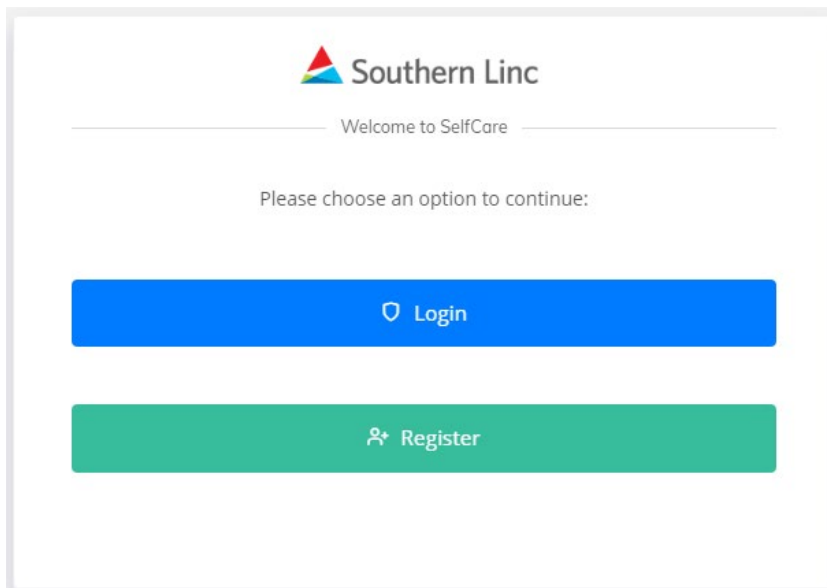 Southern Linc
Welcome to SelfCare
Please choose an option to continue:
Login
Register